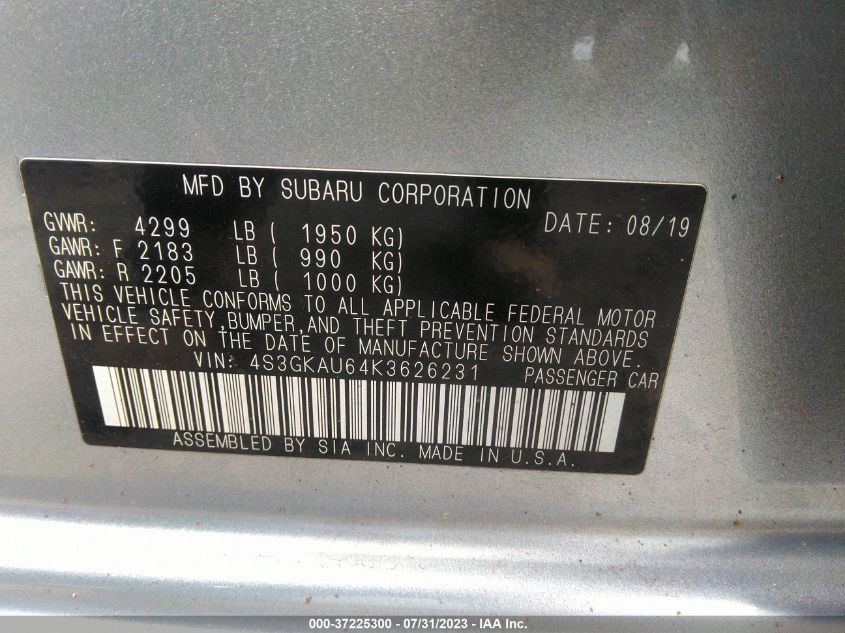 MFD BY SUBARU CORPORATION
GVWR: 4299 LB ( 1950 KG) DATE: 08/19
GAWR: F 2183 LB ( 990 KG)
GAWR: R 2205 LB ( 1000 KG)
THIS VEHICLE CONFORMS TO ALL APPLICABLE FEDERAL MOTOR
VEHICLE SAFETY,BUMPER,AND THEFT PREVENTION STANDARDS
IN EFFECT ON THE DATE OF MANUFACTURE SHOWN ABOVE.
VIN: 4S3GKAU64K3626231 PASSENGER CAR
ASSEMBLED BY SIA INC. MADE IN U.S.A.
000-37225300 - 07/31/2023 - IAA Inc.